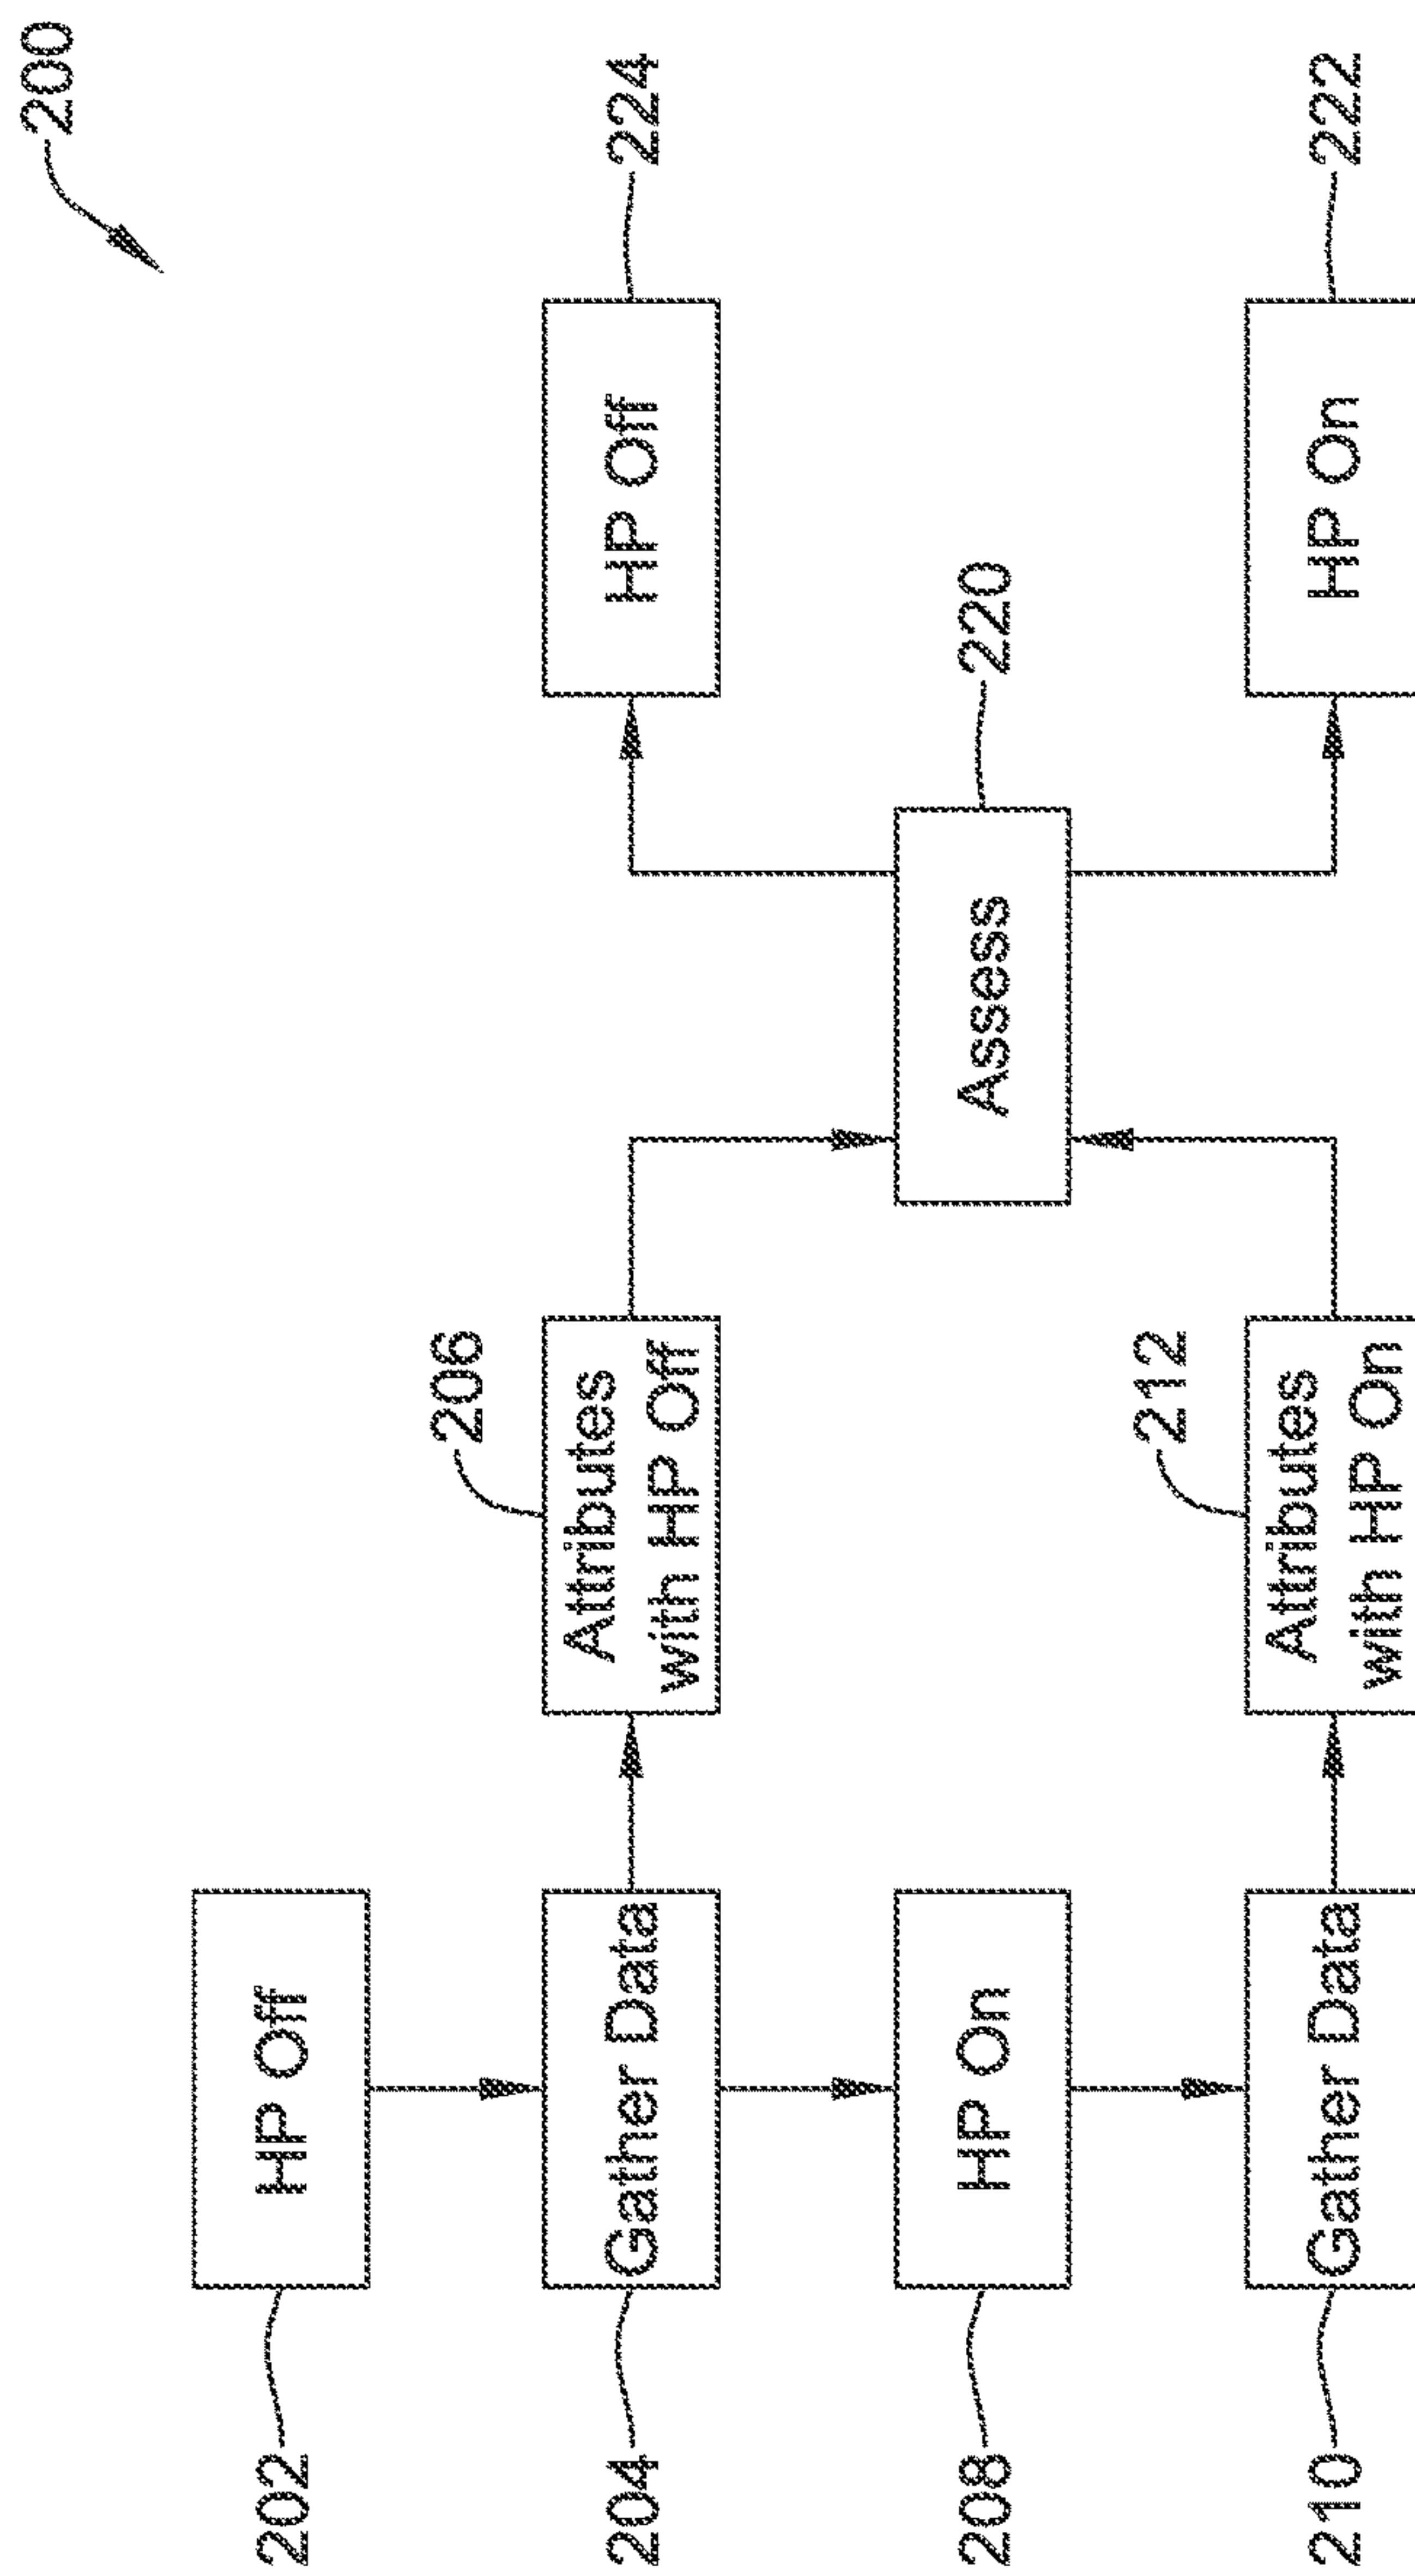 200
202
HP Off
204
Gather Data
206
Attributes
with HP Off
HP Off
224
208
HP On
Assess
220
210
Gather Data
212
Attributes
with HP On
HP On
222